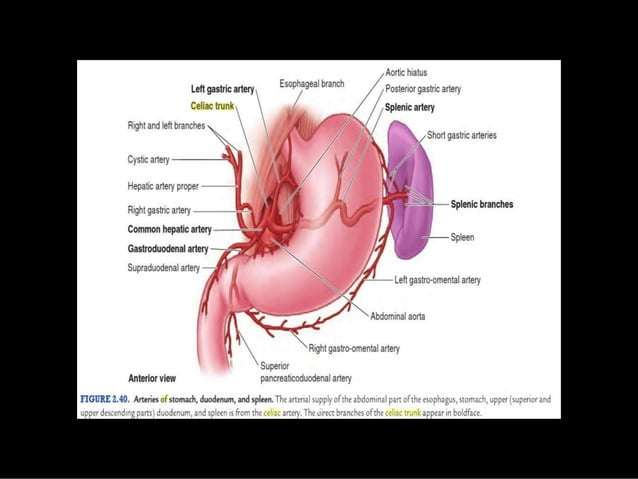 Aortic hiatus
Esophageal branch
Left gastric artery
Posterior gastric artery
Celiac trunk
Splenic artery
Right and left branches
Short gastric arteries
Cystic artery
Hepatic artery proper
Splenic branches
Right gastric artery
Common hepatic artery
Spleen
Gastroduodenal artery
Supraduodenal artery
Left gastro-omental artery
Abdominal aorta
Right gastro-omental artery
Superior
pancreaticoduodenal artery
Anterior view
FIGURE 2.40. Arteries of stomach, duodenum, and spleen. The arterial supply of the abdominal part of the esophagus, stomach, upper (superior and
upper descending parts) duodenum, and spleen is from the celiac artery. The direct branches of the celiac trunk appear in boldface.